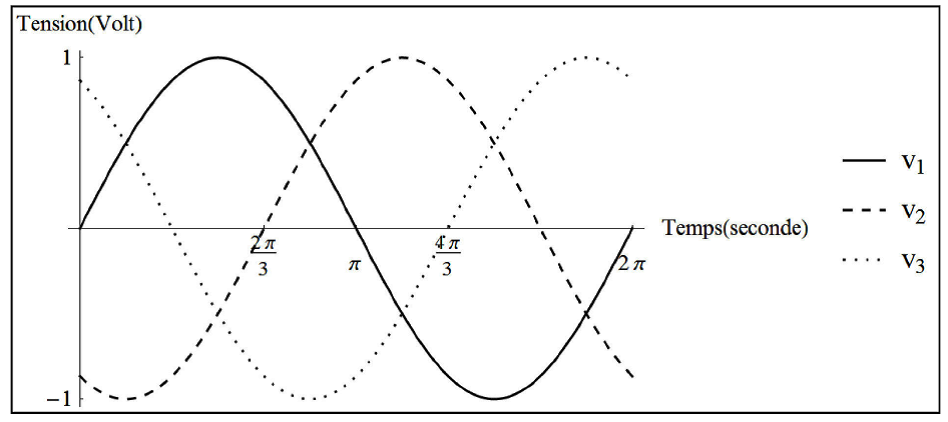 Tension(Volt)
1
v1
v2
Temps(seconde)
2π
3
π
4π
3
2π
v3
−1